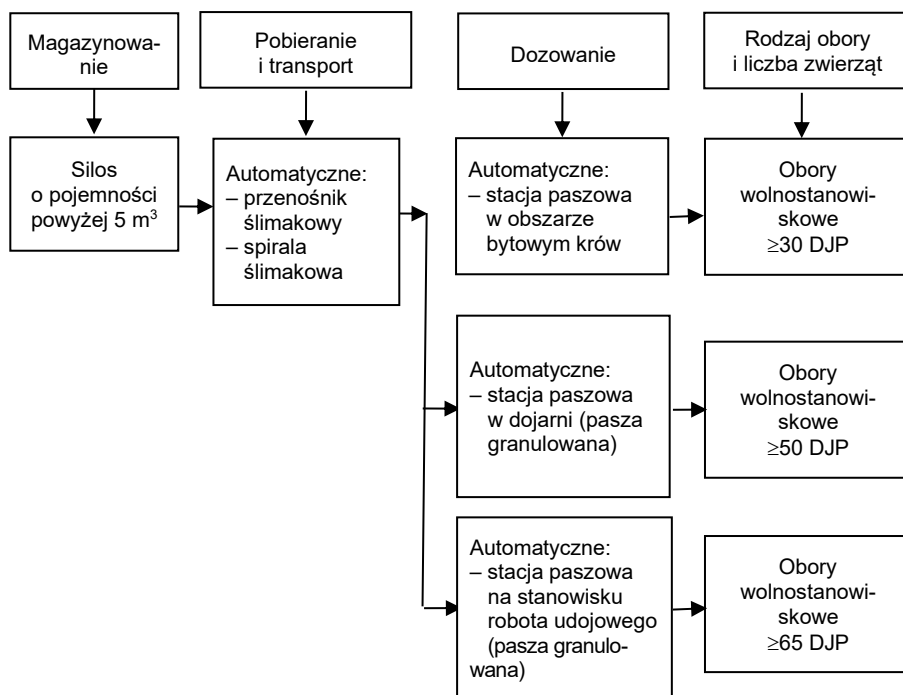 Magazynowa-
nie
Pobieranie
i transport
Dozowanie
Rodzaj obory
i liczba zwierząt
Silos
o pojemności
powyżej 5 m³
Automatyczne:
– przenośnik
ślimakowy
– spirala
ślimakowa
Automatyczne:
– stacja paszowa
w obszarze
bytowym krów
Obory
wolnostanowi-
skowe
≥30 DJP
Automatyczne:
– stacja paszowa
w dojarni (pasza
granulowana)
Obory
wolnostanowi-
skowe
≥50 DJP
Automatyczne:
– stacja paszowa
na stanowisku
robota udojowego
(pasza granulo-
wana)
Obory
wolnostanowi-
skowe
≥65 DJP